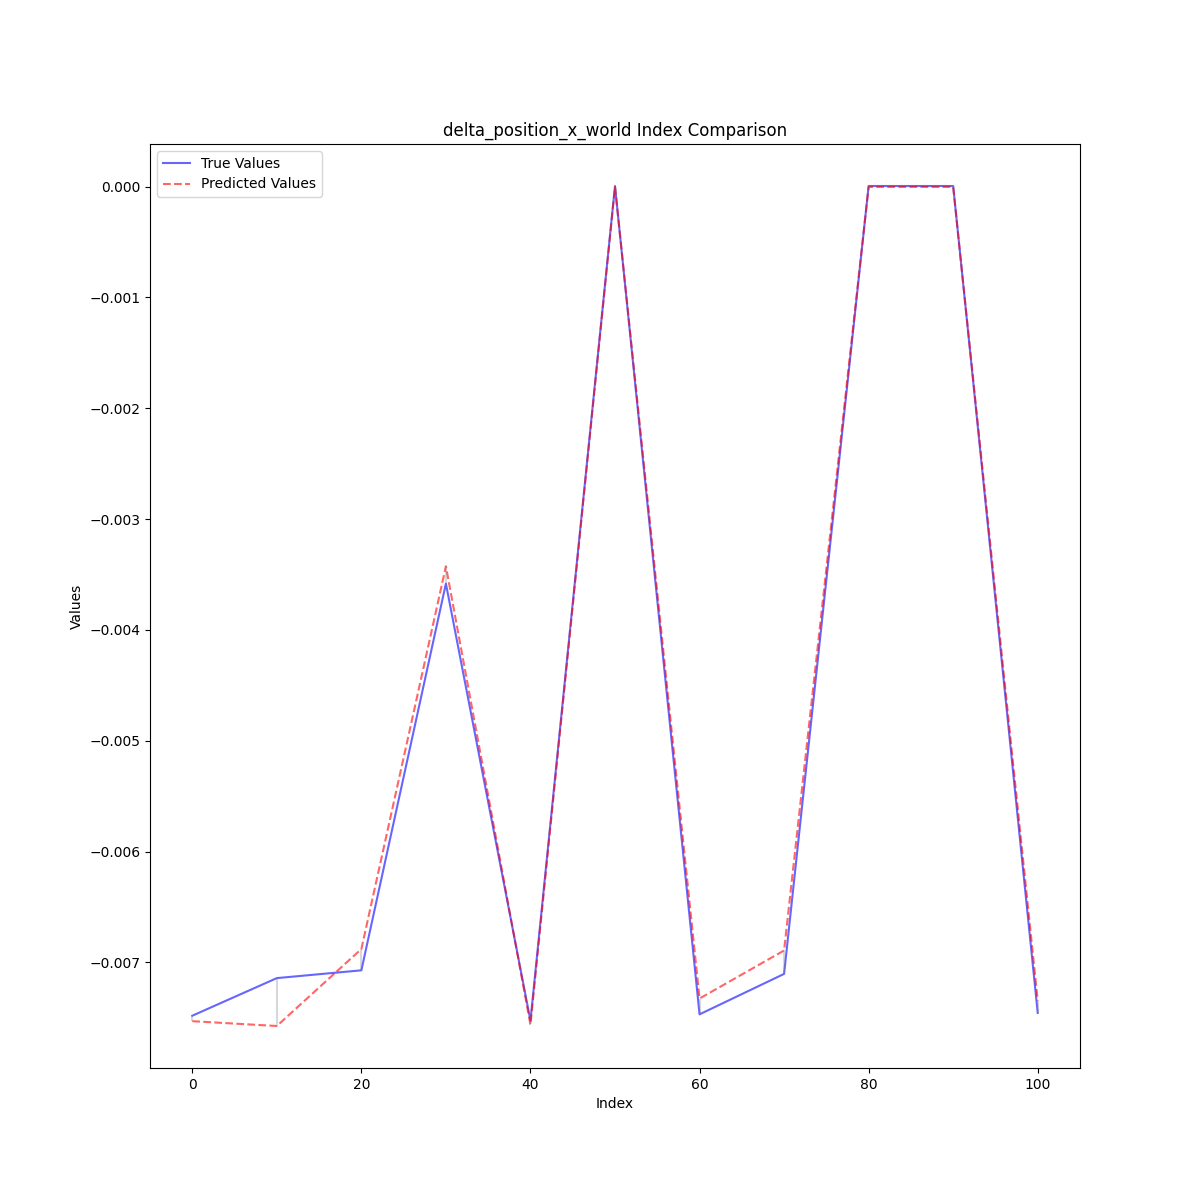 delta_position_x_world Index Comparison
True Values
Predicted Values
0.000
−0.001
−0.002
−0.003
−0.004
−0.005
−0.006
−0.007
Values
0 20 40 60 80 100
Index